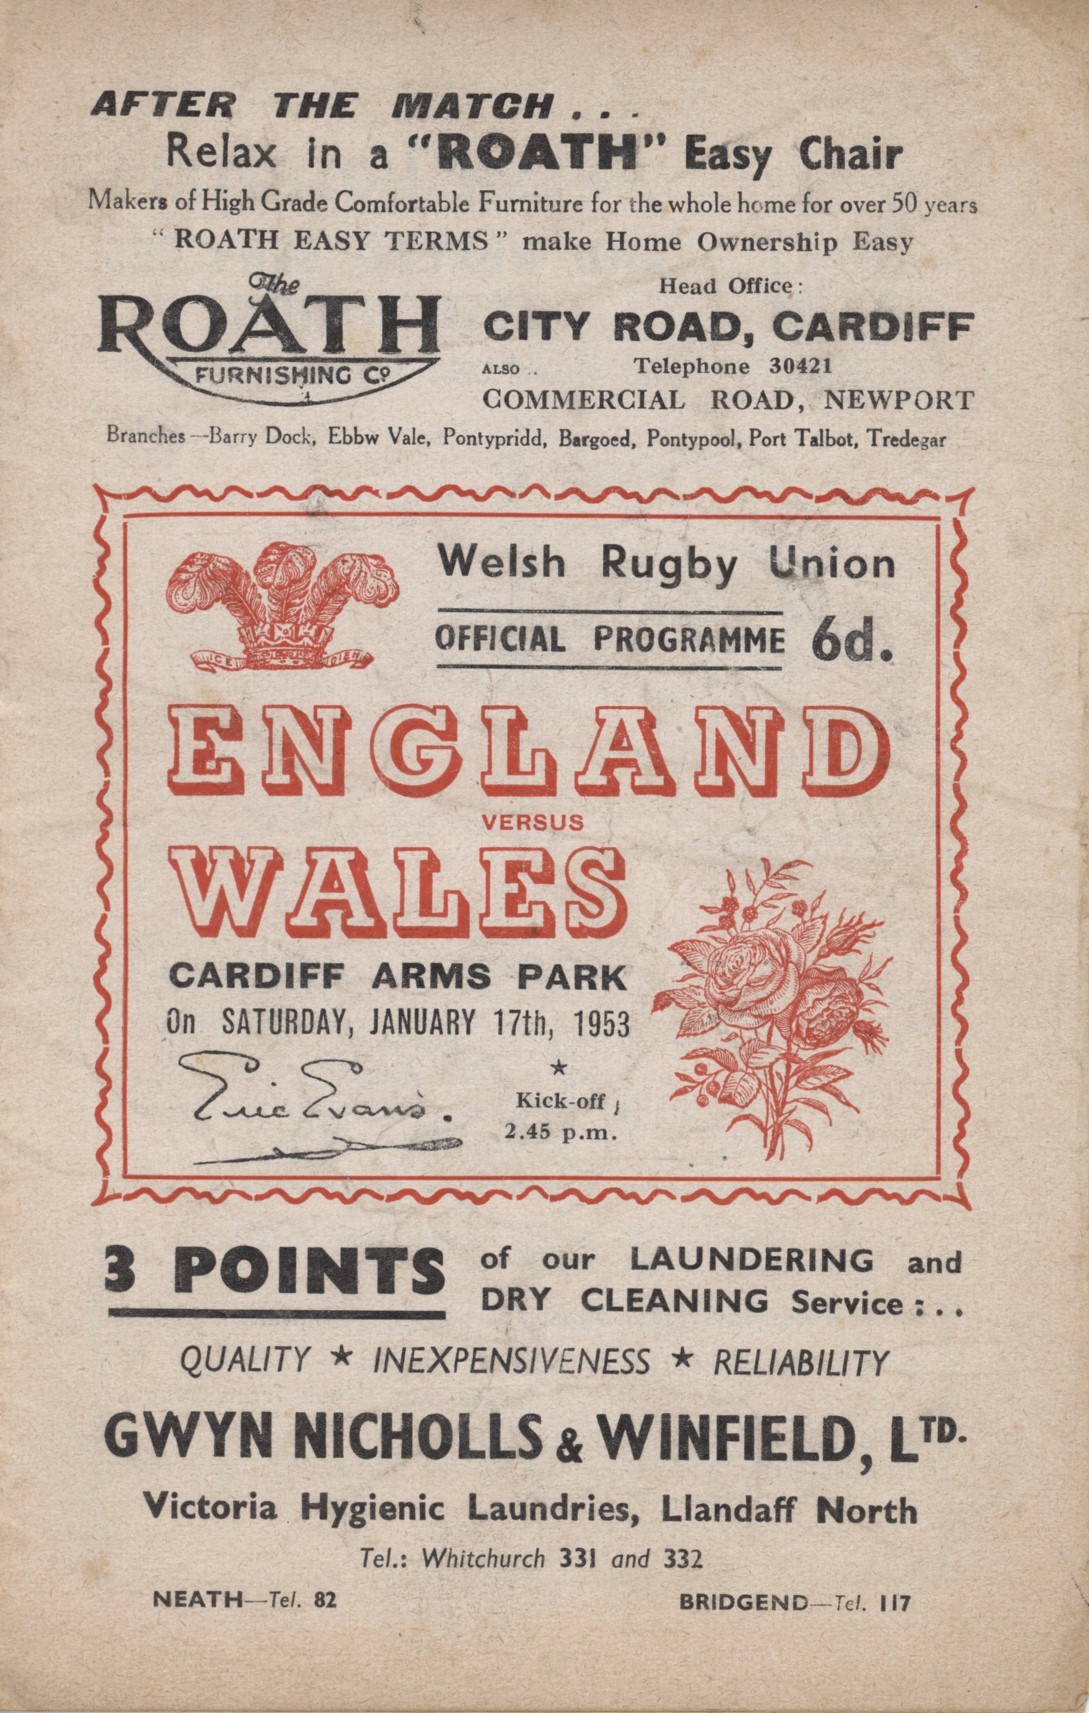 AFTER THE MATCH . . .
Relax in a "ROATH" Easy Chair
Makers of High Grade Comfortable Furniture for the whole home for over 50 years
"ROATH EASY TERMS" make Home Ownership Easy
The
ROATH
FURNISHING Co
Head Office:
CITY ROAD, CARDIFF
ALSO .. Telephone 30421
COMMERCIAL ROAD, NEWPORT
Branches—Barry Dock, Ebbw Vale, Pontypridd, Bargoed, Pontypool, Port Talbot, Tredegar
Welsh Rugby Union
OFFICIAL PROGRAMME 6d.
ICH DIEN
ENGLAND
VERSUS
WALES
CARDIFF ARMS PARK
On SATURDAY, JANUARY 17th, 1953
Eric Evans.
★
Kick-off
2.45 p.m.
3 POINTS of our LAUNDERING and
DRY CLEANING Service : . .
QUALITY ★ INEXPENSIVENESS ★ RELIABILITY
GWYN NICHOLLS & WINFIELD, LTD.
Victoria Hygienic Laundries, Llandaff North
Tel.: Whitchurch 331 and 332
NEATH—Tel. 82 BRIDGEND—Tel. 117